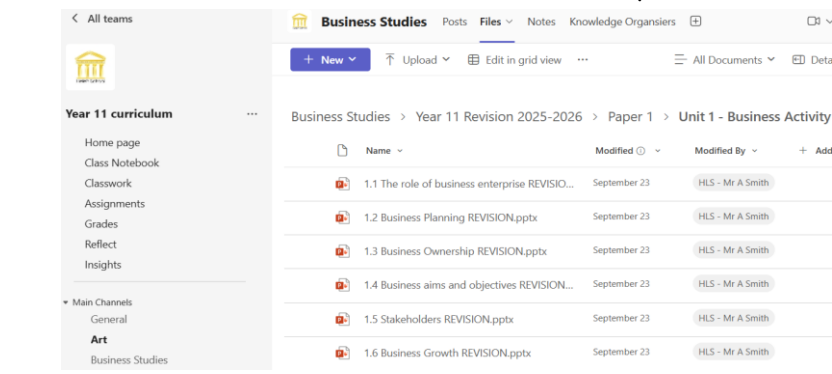 All teams
Year 11 curriculum
Home page
Class Notebook
Classwork
Assignments
Grades
Reflect
Insights
Main Channels
General
Art
Business Studies
Business Studies Posts Files Notes Knowledge Organsiers
+ New Upload Edit in grid view ... All Documents Deta
Business Studies > Year 11 Revision 2025-2026 > Paper 1 > Unit 1 - Business Activity
Name Modified Modified By + Add
1.1 The role of business enterprise REVISIO... September 23 HLS - Mr A Smith
1.2 Business Planning REVISION.pptx September 23 HLS - Mr A Smith
1.3 Business Ownership REVISION.pptx September 23 HLS - Mr A Smith
1.4 Business aims and objectives REVISION... September 23 HLS - Mr A Smith
1.5 Stakeholders REVISION.pptx September 23 HLS - Mr A Smith
1.6 Business Growth REVISION.pptx September 23 HLS - Mr A Smith